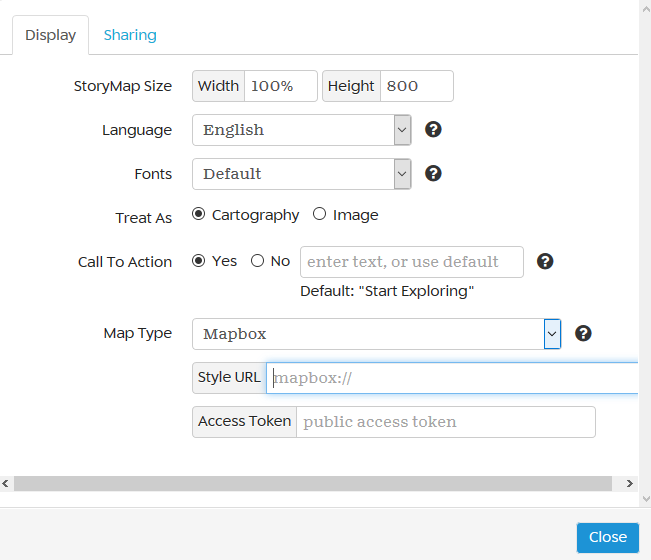 Display Sharing
StoryMap Size Width 100% Height 800
Language English ?
Fonts Default ?
Treat As Cartography Image
Call To Action Yes No enter text, or use default ?
Default: "Start Exploring"
Map Type Mapbox ?
Style URL mapbox://
Access Token public access token
Close